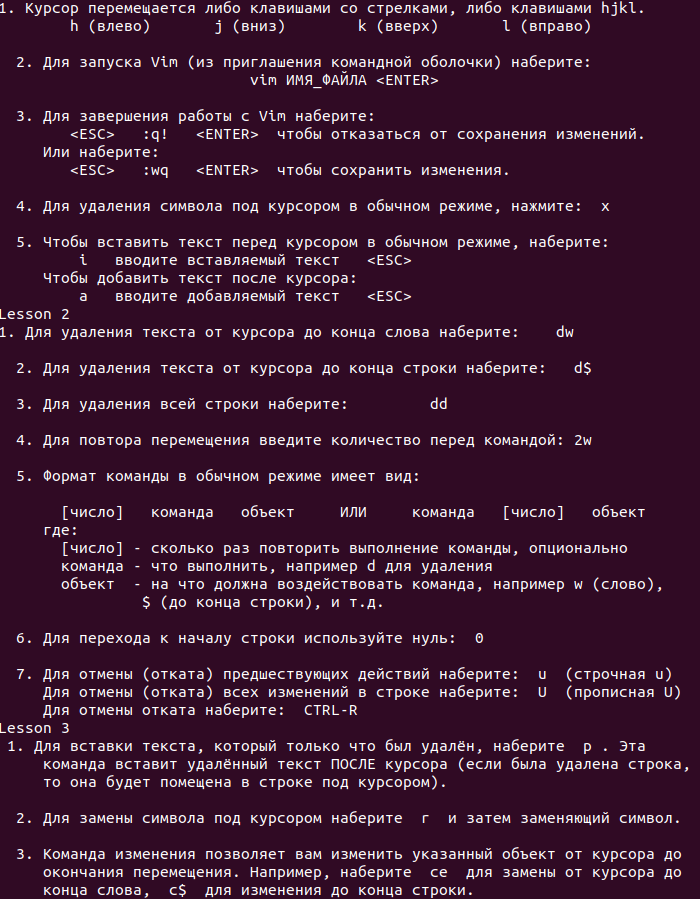 1. Курсор перемещается либо клавишами со стрелками, либо клавишами hjkl.
h (влево) j (вниз) k (вверх) l (вправо)
2. Для запуска Vim (из приглашения командной оболочки) наберите:
vim ИМЯ_ФАЙЛА <ENTER>
3. Для завершения работы с Vim наберите:
<ESC> :q! <ENTER> чтобы отказаться от сохранения изменений.
Или наберите:
<ESC> :wq <ENTER> чтобы сохранить изменения.
4. Для удаления символа под курсором в обычном режиме, нажмите: x
5. Чтобы вставить текст перед курсором в обычном режиме, наберите:
i вводите вставляемый текст <ESC>
Чтобы добавить текст после курсора:
a вводите добавляемый текст <ESC>
Lesson 2
1. Для удаления текста от курсора до конца слова наберите: dw
2. Для удаления текста от курсора до конца строки наберите: d$
3. Для удаления всей строки наберите: dd
4. Для повтора перемещения введите количество перед командой: 2w
5. Формат команды в обычном режиме имеет вид:
[число] команда объект ИЛИ команда [число] объект
где:
[число] - сколько раз повторить выполнение команды, опционально
команда - что выполнить, например d для удаления
объект - на что должна воздействовать команда, например w (слово),
$ (до конца строки), и т.д.
6. Для перехода к началу строки используйте нуль: 0
7. Для отмены (отката) предшествующих действий наберите: u (строчная u)
Для отмены (отката) всех изменений в строке наберите: U (прописная U)
Для отмены отката наберите: CTRL-R
Lesson 3
1. Для вставки текста, который только что был удалён, наберите p . Эта
команда вставит удалённый текст ПОСЛЕ курсора (если была удалена строка,
то она будет помещена в строке под курсором).
2. Для замены символа под курсором наберите r и затем заменяющий символ.
3. Команда изменения позволяет вам изменить указанный объект от курсора до
окончания перемещения. Например, наберите ce для замены от курсора до
конца слова, c$ для изменения до конца строки.